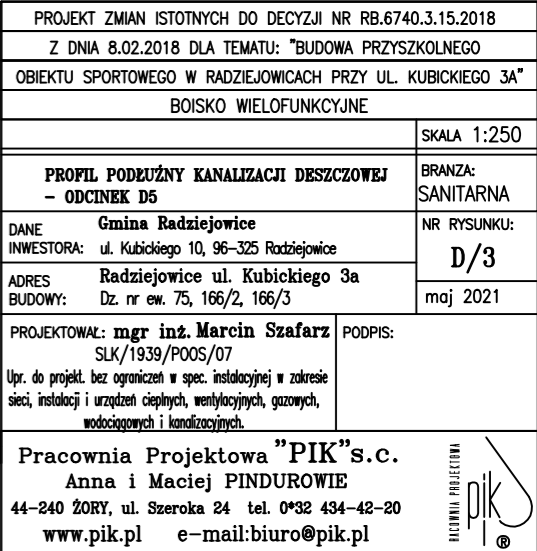 PROJEKT ZMIAN ISTOTNYCH DO DECYZJI NR RB.6740.3.15.2018
Z DNIA 8.02.2018 DLA TEMATU: "BUDOWA PRZYSZKOLNEGO
OBIEKTU SPORTOWEGO W RADZIEJOWICACH PRZY UL. KUBICKIEGO 3A"
BOISKO WIELOFUNKCYJNE
SKALA 1:250
PROFIL PODŁUŻNY KANALIZACJI DESZCZOWEJ
– ODCINEK D5
BRANŻA:
SANITARNA
DANE
INWESTORA:
Gmina Radziejowice
ul. Kubickiego 10, 96–325 Radziejowice
NR RYSUNKU:
D/3
ADRES
BUDOWY:
Radziejowice ul. Kubickiego 3a
Dz. nr ew. 75, 166/2, 166/3
maj 2021
PROJEKTOWAŁ: mgr inż. Marcin Szafarz
SLK/1939/POOS/07
Upr. do projekt. bez ograniczeń w spec. instalacyjnej w zakresie
sieci, instalacji i urządzeń cieplnych, wentylacyjnych, gazowych,
wodociągowych i kanalizacyjnych.
PODPIS:
Pracownia Projektowa "PIK"s.c.
Anna i Maciej PINDUROWIE
44–240 ŻORY, ul. Szeroka 24 tel. 0*32 434–42–20
www.pik.pl e–mail:biuro@pik.pl
RACOWNIA PROJEKTOWA
pik
®